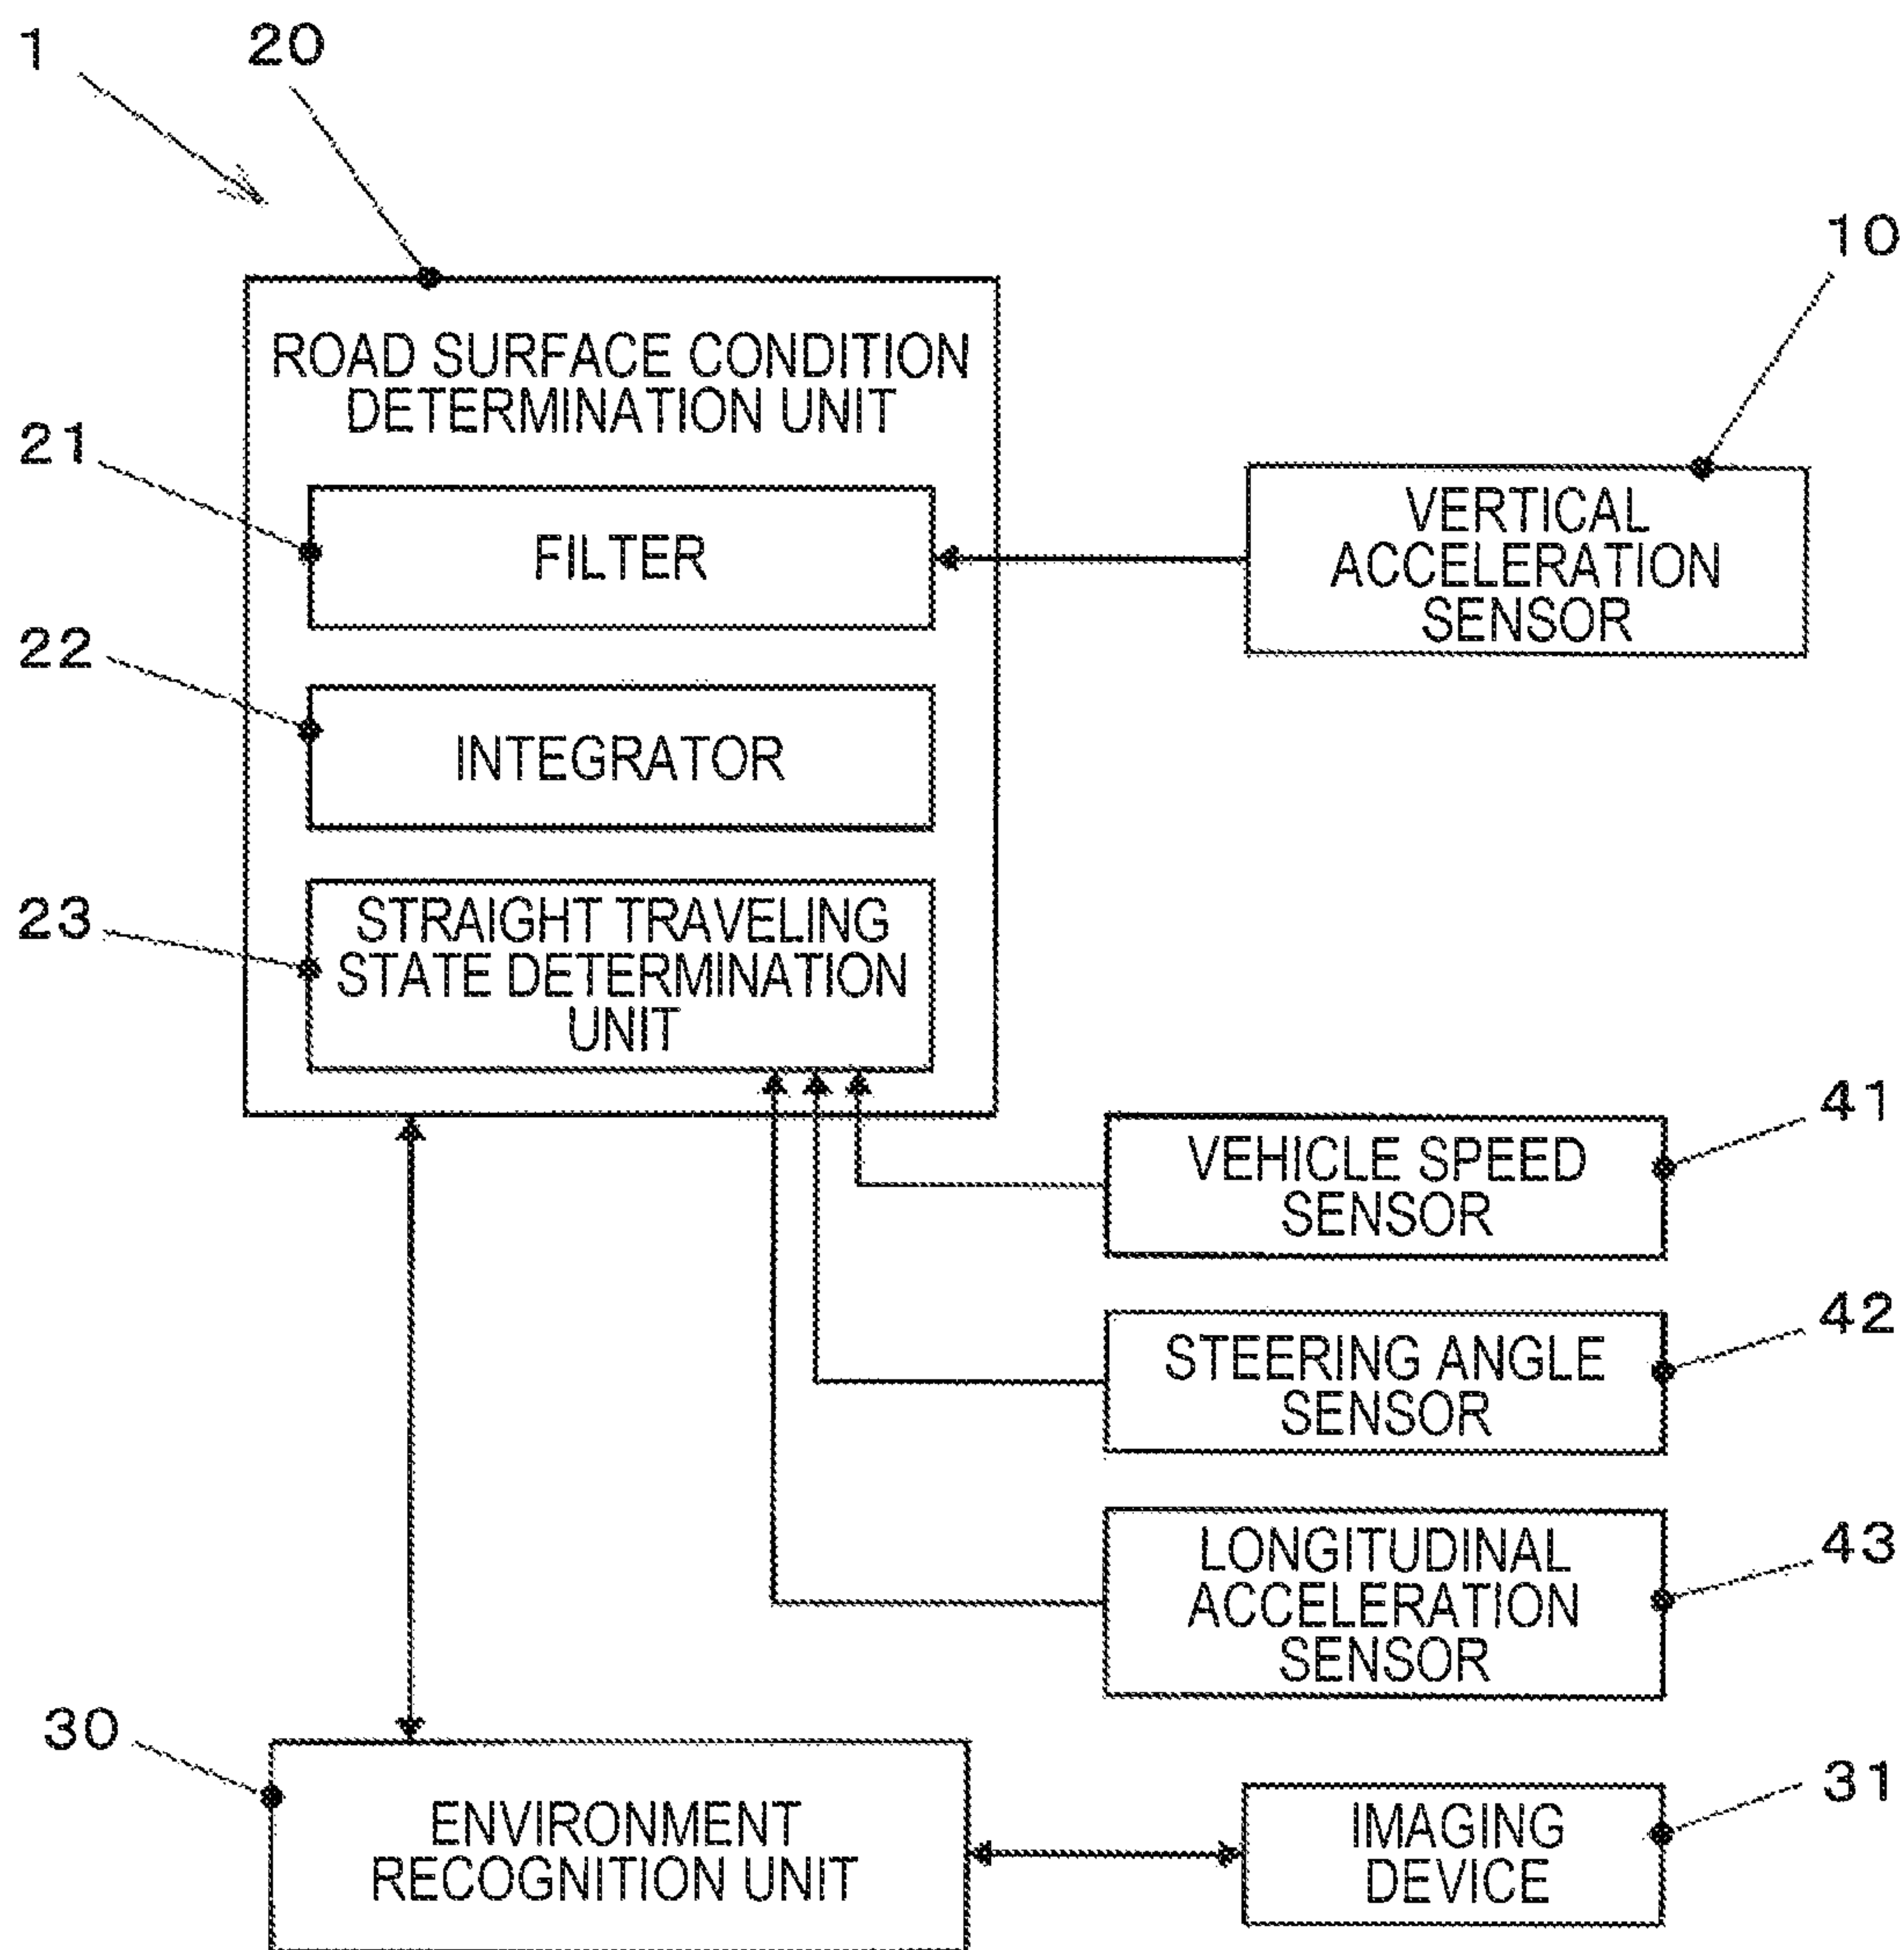 1
20
10
ROAD SURFACE CONDITION
DETERMINATION UNIT
21
FILTER
VERTICAL
ACCELERATION
SENSOR
22
INTEGRATOR
23
STRAIGHT TRAVELING
STATE DETERMINATION
UNIT
41
VEHICLE SPEED
SENSOR
42
STEERING ANGLE
SENSOR
43
LONGITUDINAL
ACCELERATION
SENSOR
30
ENVIRONMENT
RECOGNITION UNIT
31
IMAGING
DEVICE